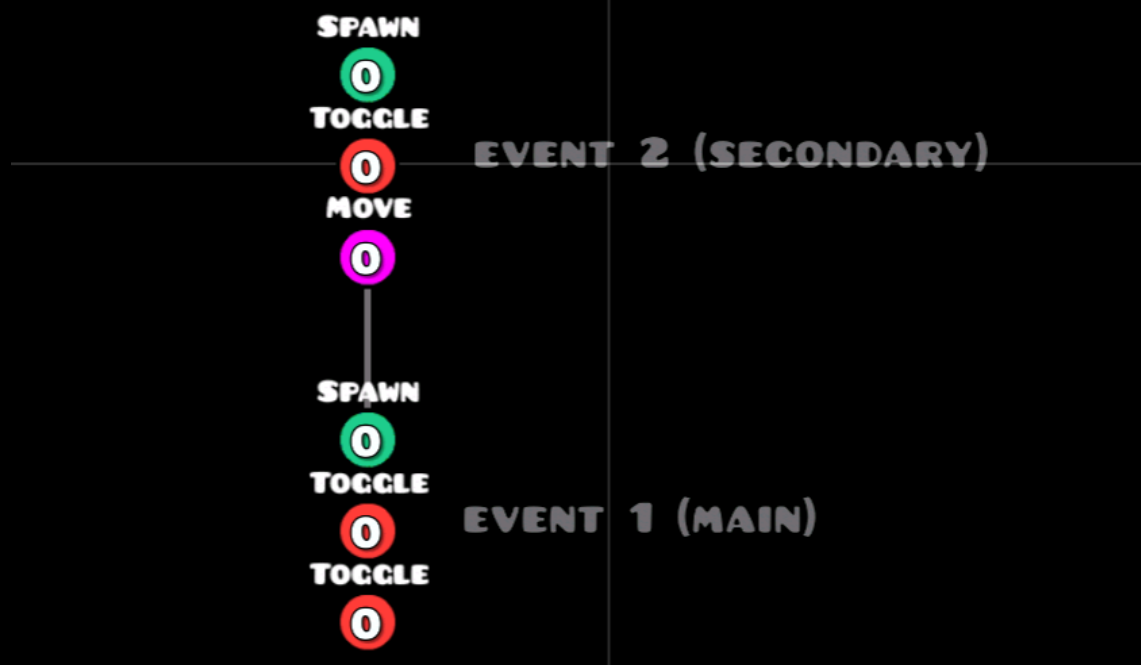 SPAWN
0
TOGGLE
0
EVENT 2 (SECONDARY)
MOVE
0
SPAWN
0
TOGGLE
0
EVENT 1 (MAIN)
TOGGLE
0